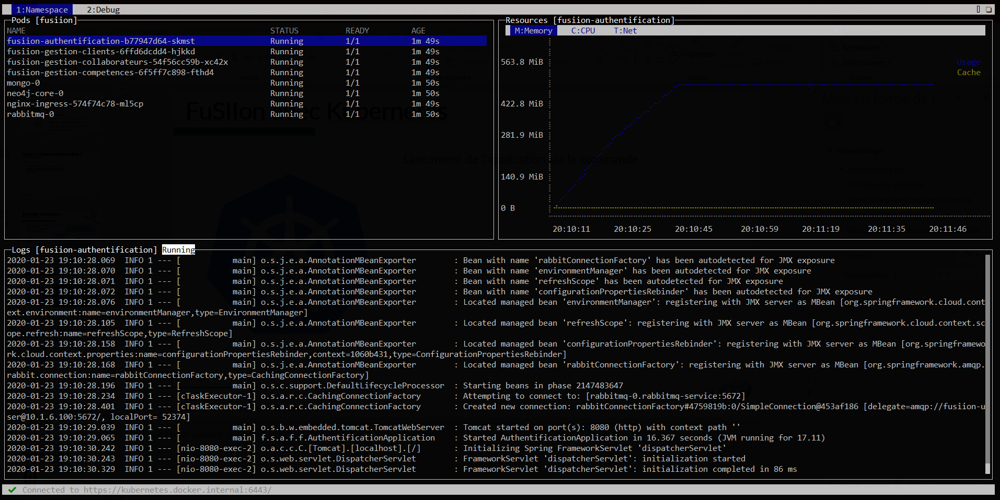 1:Namespace 2:Debug
Pods [fusiion]
NAME STATUS READY AGE
fusiion-authentification-b77947d64-skmst Running 1/1 1m 49s
fusiion-gestion-clients-6ffd6dcdd4-hjkkd Running 1/1 1m 49s
fusiion-gestion-collaborateurs-54f56cc59b-xc42x Running 1/1 1m 49s
fusiion-gestion-competences-6f5ff7c898-fthd4 Running 1/1 1m 49s
mongo-0 Running 1/1 1m 50s
neo4j-core-0 Running 1/1 1m 50s
nginx-ingress-574f74c78-ml5cp Running 1/1 1m 49s
rabbitmq-0 Running 1/1 1m 50s
FuSIIon avec Kubernetes
Lancement de l'application via la commande :
Resources [fusiion-authentification]
M:Memory C:CPU T:Net
563.8 MiB
422.8 MiB
281.9 MiB
140.9 MiB
0 B
Usage
Cache
20:10:11 20:10:25 20:10:45 20:10:59 20:11:19 20:11:35 20:11:46
Mise en forme de l'
Logs [fusiion-authentification] Running
2020-01-23 19:10:28.069 INFO 1 --- [ main] o.s.j.e.a.AnnotationMBeanExporter : Bean with name 'rabbitConnectionFactory' has been autodetected for JMX exposure
2020-01-23 19:10:28.070 INFO 1 --- [ main] o.s.j.e.a.AnnotationMBeanExporter : Bean with name 'environmentManager' has been autodetected for JMX exposure
2020-01-23 19:10:28.071 INFO 1 --- [ main] o.s.j.e.a.AnnotationMBeanExporter : Bean with name 'refreshScope' has been autodetected for JMX exposure
2020-01-23 19:10:28.072 INFO 1 --- [ main] o.s.j.e.a.AnnotationMBeanExporter : Bean with name 'configurationPropertiesRebinder' has been autodetected for JMX exposure
2020-01-23 19:10:28.076 INFO 1 --- [ main] o.s.j.e.a.AnnotationMBeanExporter : Located managed bean 'environmentManager': registering with JMX server as MBean [org.springframework.cloud.cont
ext.environment:name=environmentManager,type=EnvironmentManager]
2020-01-23 19:10:28.105 INFO 1 --- [ main] o.s.j.e.a.AnnotationMBeanExporter : Located managed bean 'refreshScope': registering with JMX server as MBean [org.springframework.cloud.context.sc
ope.refresh:name=refreshScope,type=RefreshScope]
2020-01-23 19:10:28.158 INFO 1 --- [ main] o.s.j.e.a.AnnotationMBeanExporter : Located managed bean 'configurationPropertiesRebinder': registering with JMX server as MBean [org.springframewo
rk.cloud.context.properties:name=configurationPropertiesRebinder,context=1060b431,type=ConfigurationPropertiesRebinder]
2020-01-23 19:10:28.168 INFO 1 --- [ main] o.s.j.e.a.AnnotationMBeanExporter : Located managed bean 'rabbitConnectionFactory': registering with JMX server as MBean [org.springframework.amqp.
rabbit.connection:name=rabbitConnectionFactory,type=CachingConnectionFactory]
2020-01-23 19:10:28.196 INFO 1 --- [ main] o.s.c.support.DefaultLifecycleProcessor : Starting beans in phase 2147483647
2020-01-23 19:10:28.234 INFO 1 --- [cTaskExecutor-1] o.s.a.r.c.CachingConnectionFactory : Attempting to connect to: [rabbitmq-0.rabbitmq-service:5672]
2020-01-23 19:10:28.401 INFO 1 --- [cTaskExecutor-1] o.s.a.r.c.CachingConnectionFactory : Created new connection: rabbitConnectionFactory#4759819b:0/SimpleConnection@453af186 [delegate=amqp://fusiion-u
ser@10.1.6.100:5672/, localPort= 52374]
2020-01-23 19:10:29.039 INFO 1 --- [ main] o.s.b.w.embedded.tomcat.TomcatWebServer : Tomcat started on port(s): 8080 (http) with context path ''
2020-01-23 19:10:29.065 INFO 1 --- [ main] f.s.a.f.f.AuthentificationApplication : Started AuthentificationApplication in 16.367 seconds (JVM running for 17.11)
2020-01-23 19:10:30.242 INFO 1 --- [nio-8080-exec-2] o.a.c.c.C.[Tomcat].[localhost].[/] : Initializing Spring FrameworkServlet 'dispatcherServlet'
2020-01-23 19:10:30.243 INFO 1 --- [nio-8080-exec-2] o.s.web.servlet.DispatcherServlet : FrameworkServlet 'dispatcherServlet': initialization started
2020-01-23 19:10:30.329 INFO 1 --- [nio-8080-exec-2] o.s.web.servlet.DispatcherServlet : FrameworkServlet 'dispatcherServlet': initialization completed in 86 ms
Connected to https://kubernetes.docker.internal:6443/